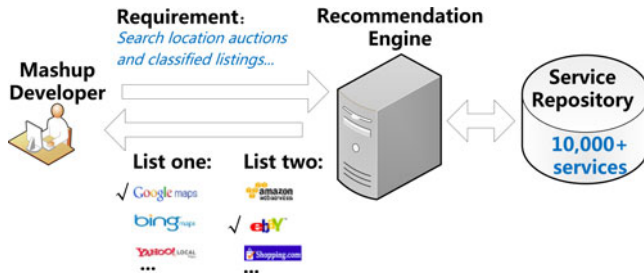 Requirement:
Search location auctions
and classified listings...
Recommendation
Engine
Mashup
Developer
Service
Repository
10,000+
services
List one:
List two:
√ Google maps
amazon
webservices
bing maps
√ ebY™
YAHOO! LOCAL
Shopping.com
...
...